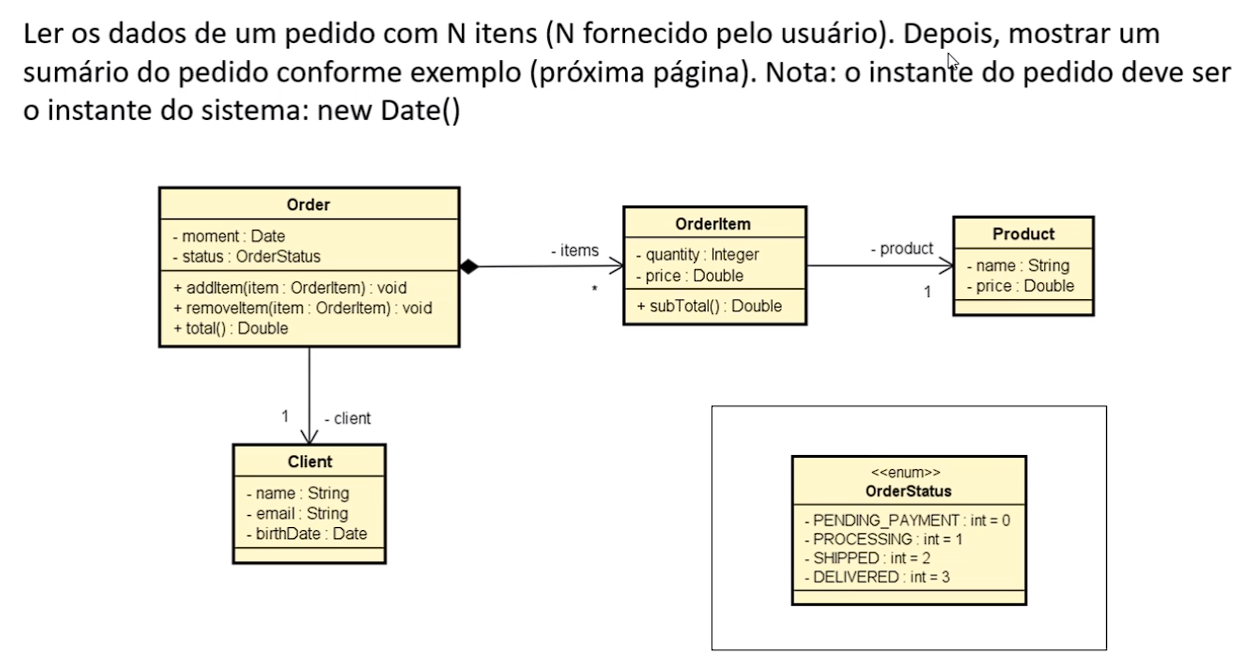 Ler os dados de um pedido com N itens (N fornecido pelo usuário). Depois, mostrar um
sumário do pedido conforme exemplo (próxima página). Nota: o instante do pedido deve ser
o instante do sistema: new Date()
Order
- moment : Date
- status : OrderStatus
+ addItem(item : OrderItem) : void
+ removeItem(item : OrderItem) : void
+ total() : Double
- items
*
OrderItem
- quantity : Integer
- price : Double
+ subTotal() : Double
- product
1
Product
- name : String
- price : Double
1
- client
Client
- name : String
- email : String
- birthDate : Date
<<enum>>
OrderStatus
- PENDING_PAYMENT : int = 0
- PROCESSING : int = 1
- SHIPPED : int = 2
- DELIVERED : int = 3